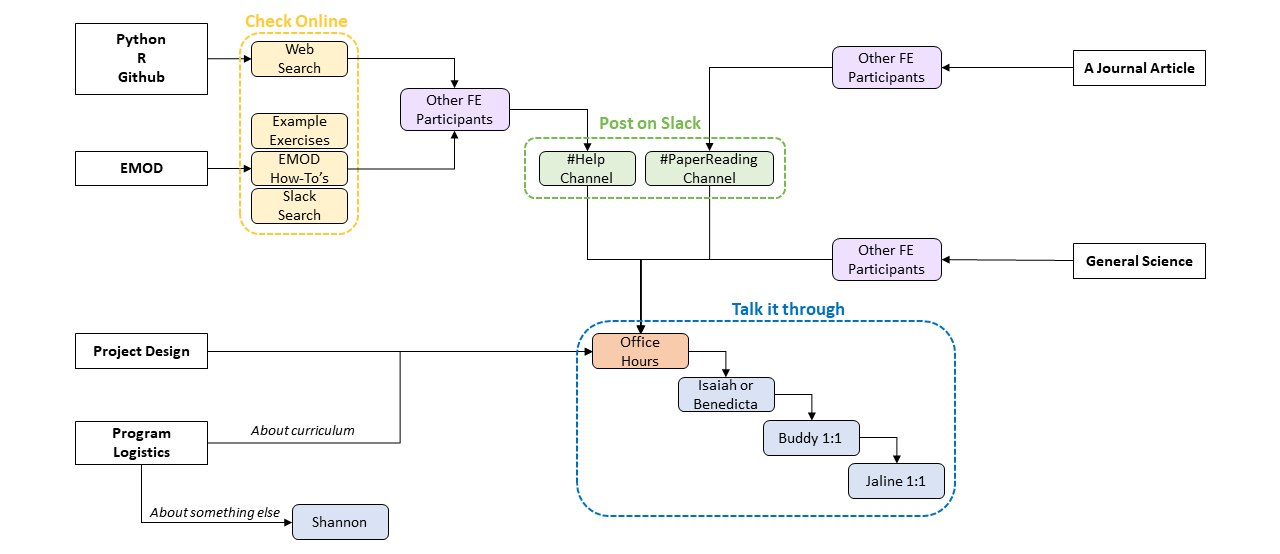 Check Online
Python
R
Github
Web
Search
Other FE
Participants
A Journal Article
Other FE
Participants
Example
Exercises
Post on Slack
EMOD
EMOD
How-To's
#Help
Channel
#PaperReading
Channel
Slack
Search
Other FE
Participants
General Science
Talk it through
Project Design
Office
Hours
Isaiah or
Benedicta
Program
Logistics
About curriculum
Buddy 1:1
Jaline 1:1
About something else
Shannon